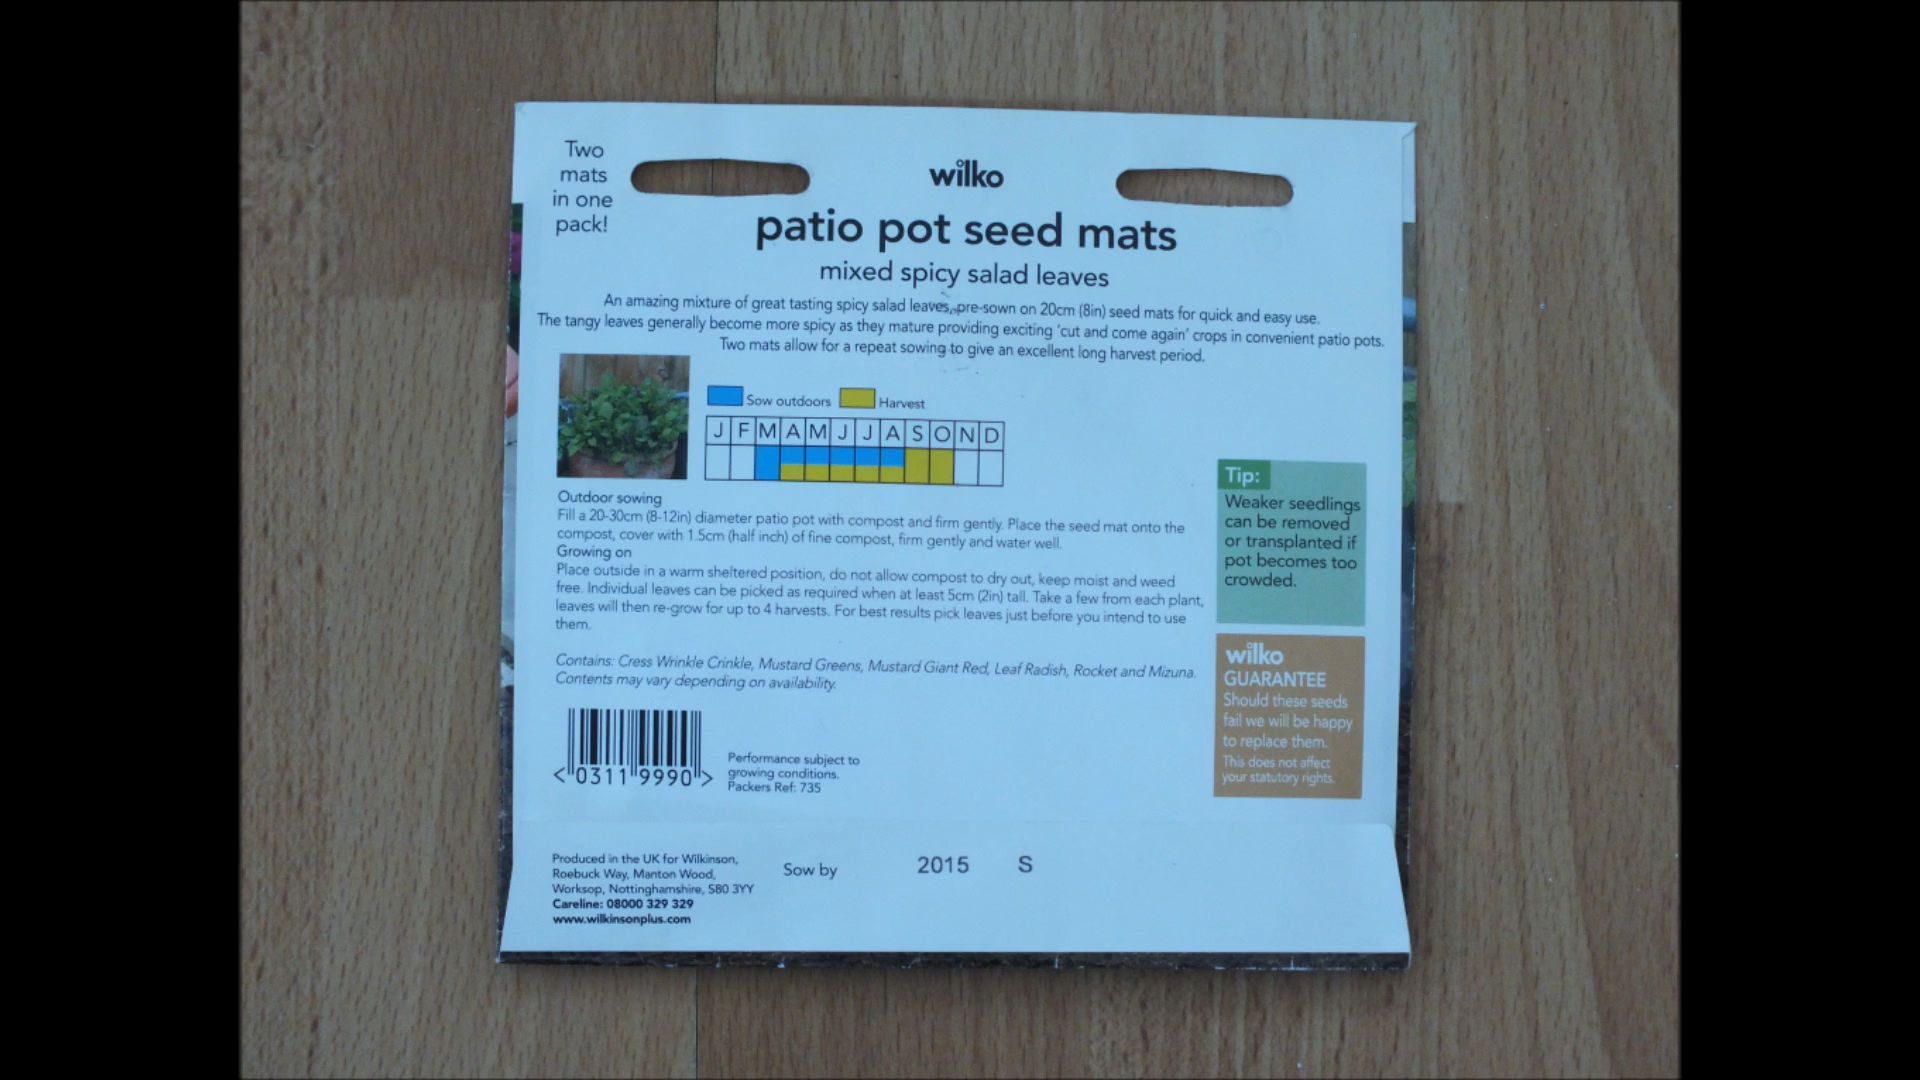 Two
mats
in one
pack!
wilko
patio pot seed mats
mixed spicy salad leaves
An amazing mixture of great tasting spicy salad leaves, pre-sown on 20cm (8in) seed mats for quick and easy use.
The tangy leaves generally become more spicy as they mature providing exciting 'cut and come again' crops in convenient patio pots.
Two mats allow for a repeat sowing to give an excellent long harvest period.
Sow outdoors Harvest
J F M A M J J A S O N D
Outdoor sowing
Fill a 20-30cm (8-12in) diameter patio pot with compost and firm gently. Place the seed mat onto the
compost, cover with 1.5cm (half inch) of fine compost, firm gently and water well.
Growing on
Place outside in a warm sheltered position, do not allow compost to dry out, keep moist and weed
free. Individual leaves can be picked as required when at least 5cm (2in) tall. Take a few from each plant,
leaves will then re-grow for up to 4 harvests. For best results pick leaves just before you intend to use
them.
Contains: Cress Wrinkle Crinkle, Mustard Greens, Mustard Giant Red, Leaf Radish, Rocket and Mizuna.
Contents may vary depending on availability.
Tip:
Weaker seedlings
can be removed
or transplanted if
pot becomes too
crowded.
wilko
GUARANTEE
Should these seeds
fail we will be happy
to replace them.
This does not affect
your statutory rights.
<0311 9990>
Performance subject to
growing conditions.
Packers Ref: 735
Produced in the UK for Wilkinson,
Roebuck Way, Manton Wood,
Worksop, Nottinghamshire, S80 3YY
Careline: 08000 329 329
www.wilkinsonplus.com
Sow by 2015 S